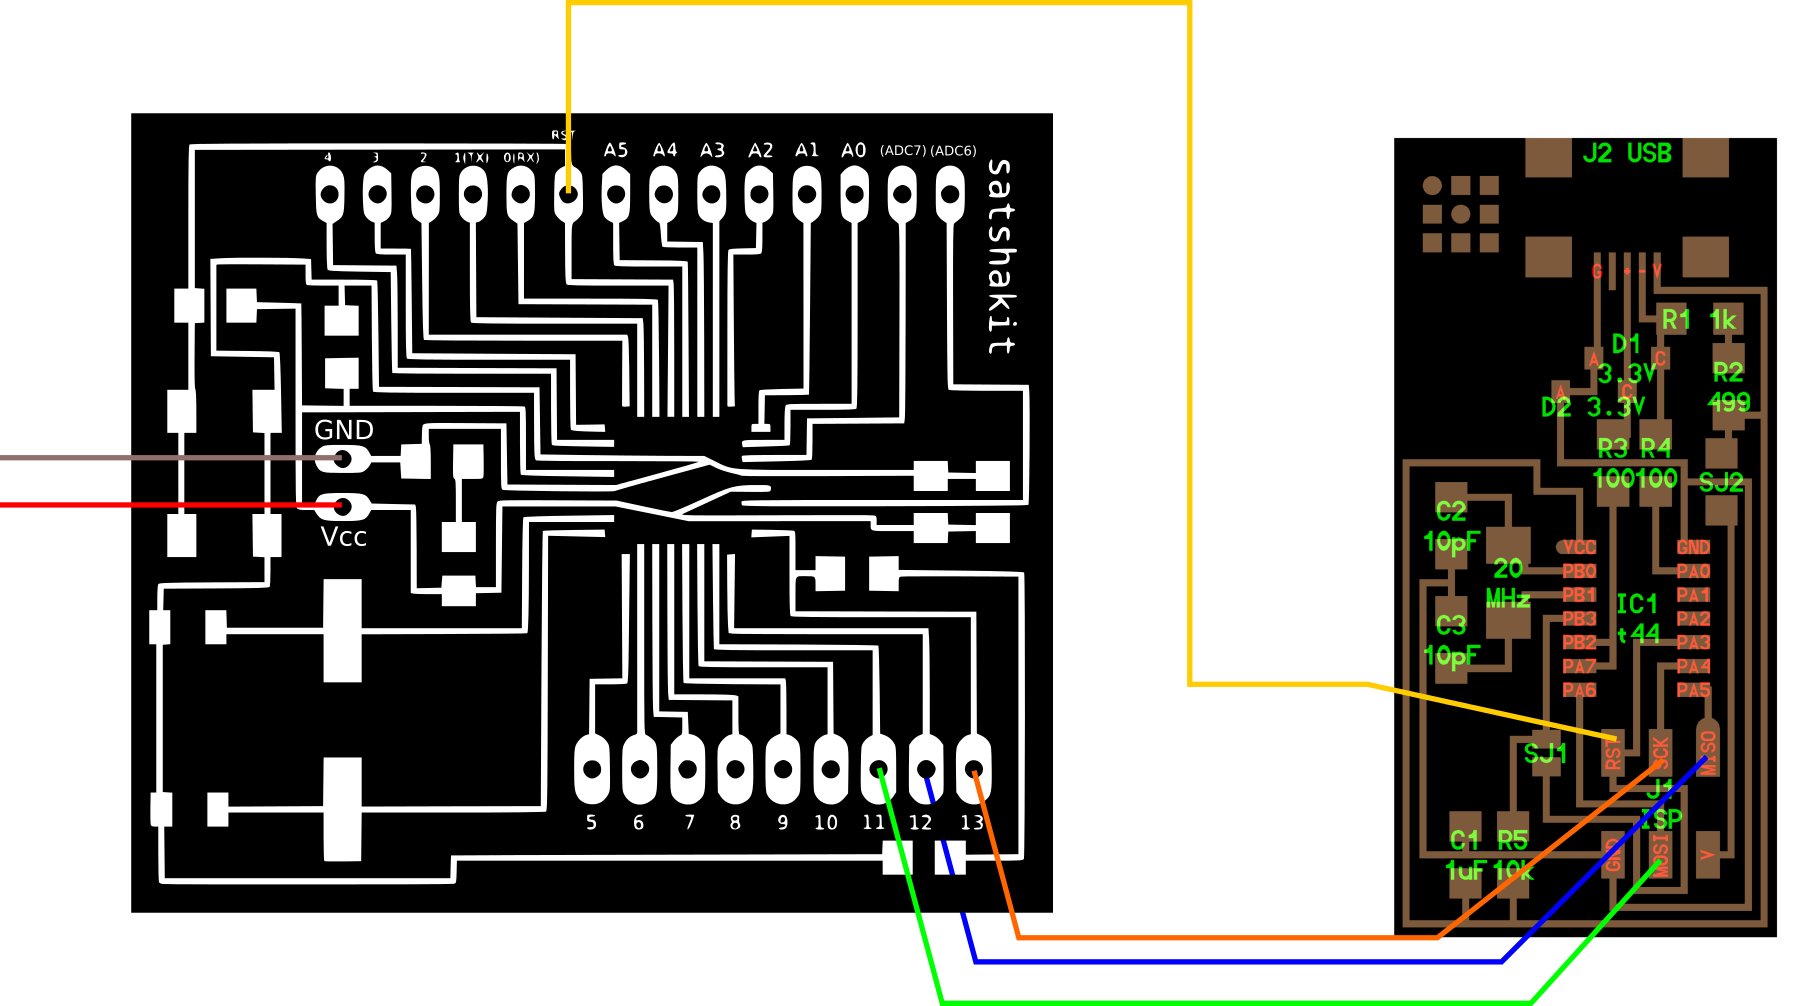 RST
4 3 2 1(TX) 0(RX) A5 A4 A3 A2 A1 A0 (ADC7) (ADC6)
satshakit
GND
Vcc
5 6 7 8 9 10 11 12 13
J2 USB
G + - V
R1 1k
D1
A C
3.3V
R2
A C
D2 3.3V
499
R3 R4
100 100
SJ2
C2
10pF
VCC GND
20
PB0 PA0
MHz
PB1 PA1
IC1
C3
PB3 PA2
t44
10pF
PB2 PA3
PA7 PA4
PA6 PA5
SJ1
RST SCK MISO
J1
ISP
C1 R5
GND MOSI V
1uF 10k